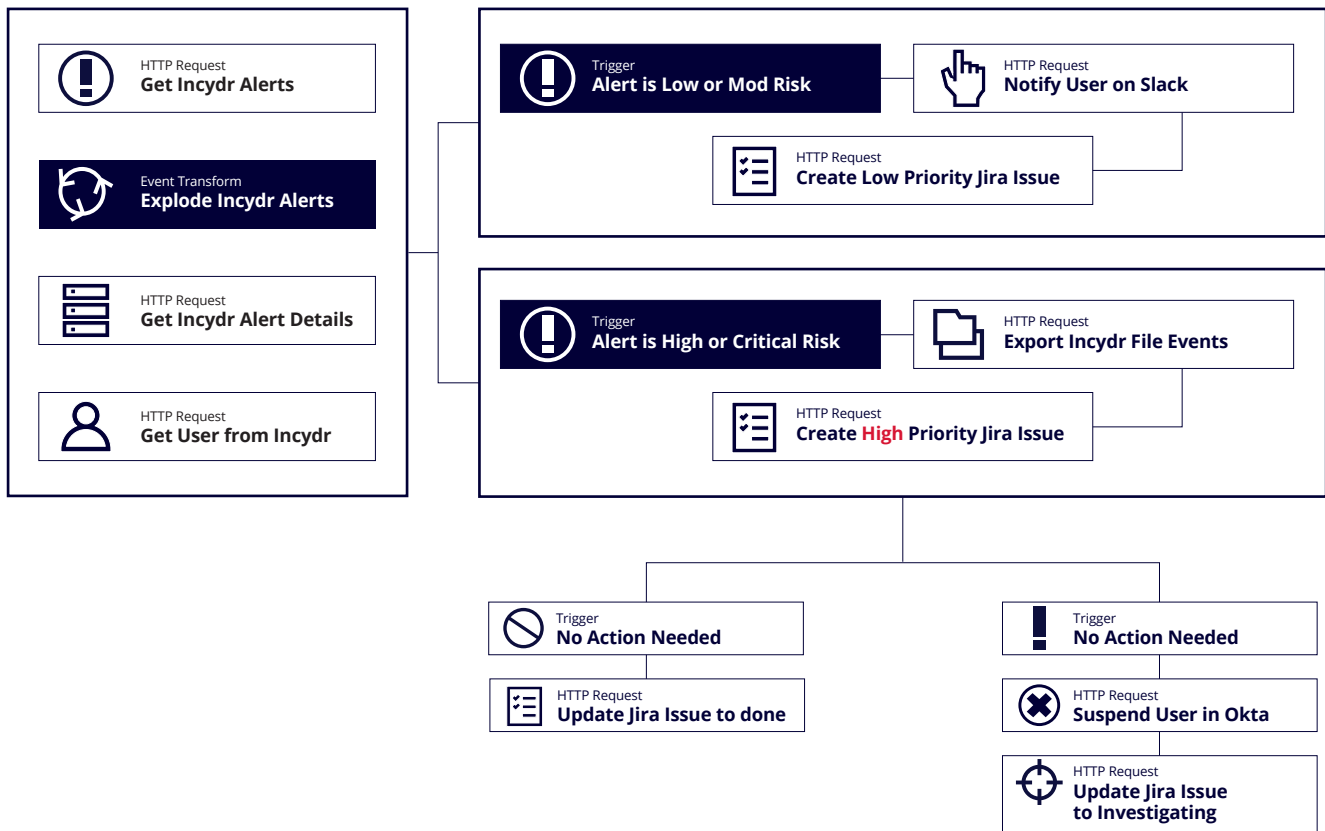 HTTP Request
Get Incydr Alerts
Event Transform
Explode Incydr Alerts
HTTP Request
Get Incydr Alert Details
HTTP Request
Get User from Incydr
Trigger
Alert is Low or Mod Risk
HTTP Request
Notify User on Slack
HTTP Request
Create Low Priority Jira Issue
Trigger
Alert is High or Critical Risk
HTTP Request
Export Incydr File Events
HTTP Request
Create High Priority Jira Issue
Trigger
No Action Needed
HTTP Request
Update Jira Issue to done
Trigger
No Action Needed
HTTP Request
Suspend User in Okta
HTTP Request
Update Jira Issue
to Investigating